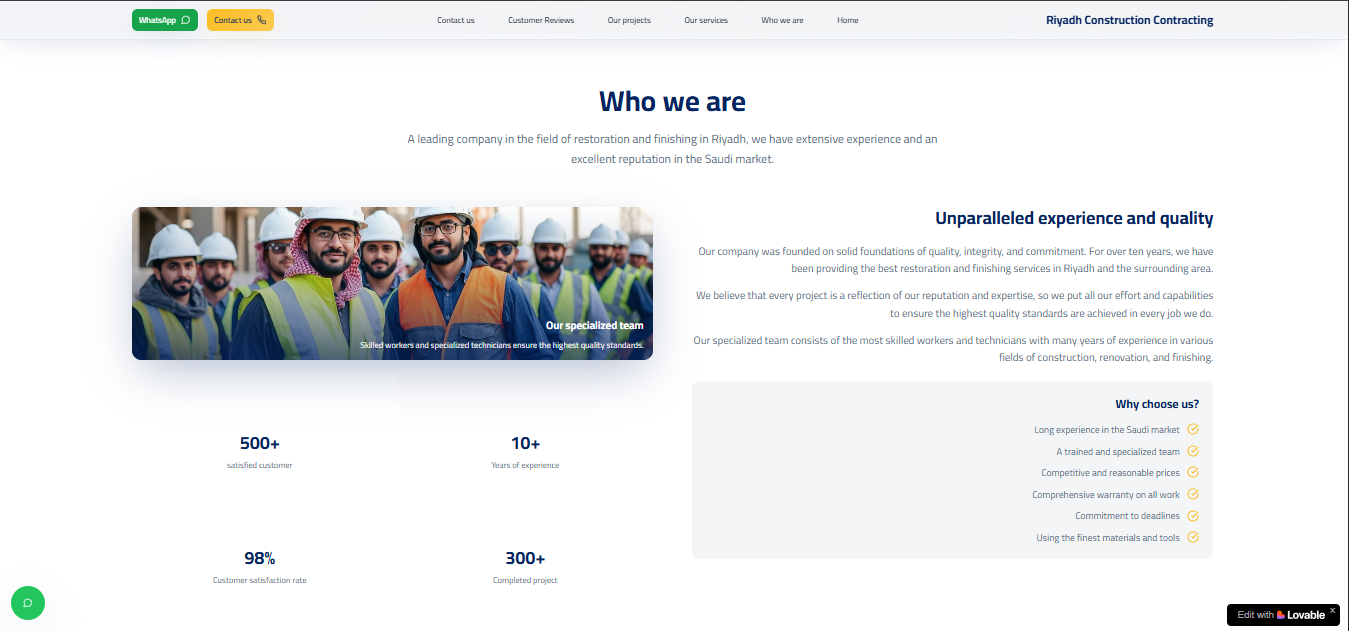 WhatsApp
Contact us
Contact us
Customer Reviews
Our projects
Our services
Who we are
Home
Riyadh Construction Contracting
Who we are
A leading company in the field of restoration and finishing in Riyadh, we have extensive experience and an
excellent reputation in the Saudi market.
Our specialized team
Skilled workers and specialized technicians ensure the highest quality standards.
500+
satisfied customer
10+
Years of experience
98%
Customer satisfaction rate
300+
Completed project
Unparalleled experience and quality
Our company was founded on solid foundations of quality, integrity, and commitment. For over ten years, we have
been providing the best restoration and finishing services in Riyadh and the surrounding area.
We believe that every project is a reflection of our reputation and expertise, so we put all our effort and capabilities
to ensure the highest quality standards are achieved in every job we do.
Our specialized team consists of the most skilled workers and technicians with many years of experience in various
fields of construction, renovation, and finishing.
Why choose us?
Long experience in the Saudi market
A trained and specialized team
Competitive and reasonable prices
Comprehensive warranty on all work
Commitment to deadlines
Using the finest materials and tools
Edit with Lovable